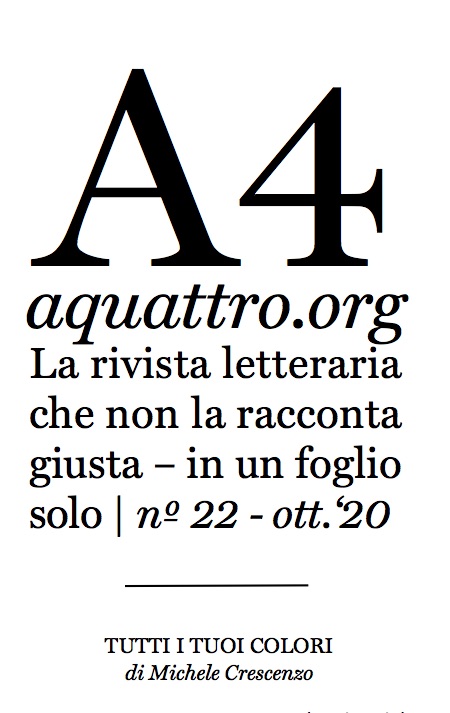 A4
aquattro.org
La rivista letteraria
che non la racconta
giusta – in un foglio
solo | nº 22 - ott.‘20
TUTTI I TUOI COLORI
di Michele Crescenzo